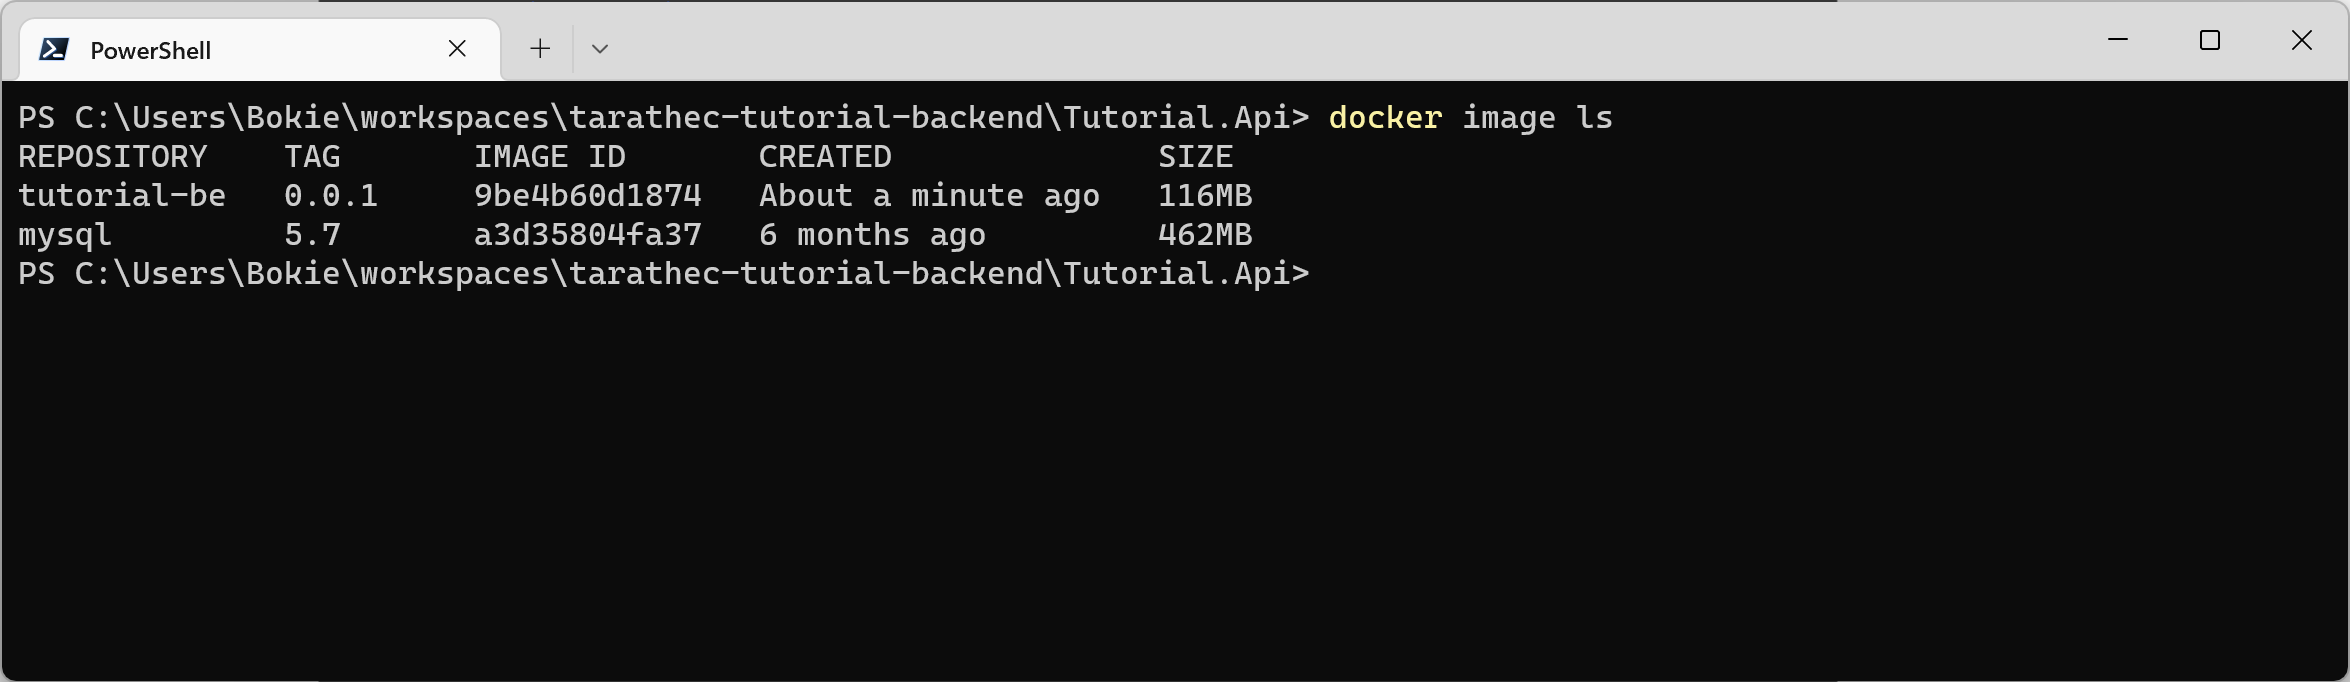 PowerShell
PS C:\Users\Bokie\workspaces\tarathec-tutorial-backend\Tutorial.Api> docker image ls
REPOSITORY    TAG       IMAGE ID       CREATED              SIZE
tutorial-be   0.0.1     9be4b60d1874   About a minute ago   116MB
mysql         5.7       a3d35804fa37   6 months ago         462MB
PS C:\Users\Bokie\workspaces\tarathec-tutorial-backend\Tutorial.Api>